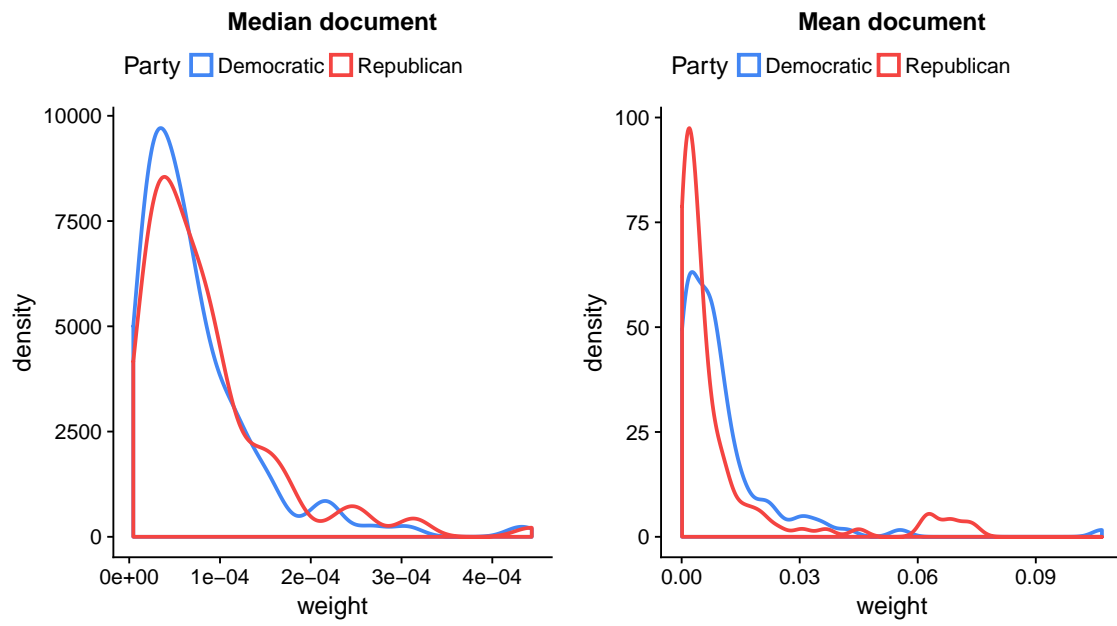 Median document
Party Democratic Republican
10000
7500
5000
2500
0
density
0e+00 1e−04 2e−04 3e−04 4e−04
weight
Mean document
Party Democratic Republican
100
75
50
25
0
density
0.00 0.03 0.06 0.09
weight